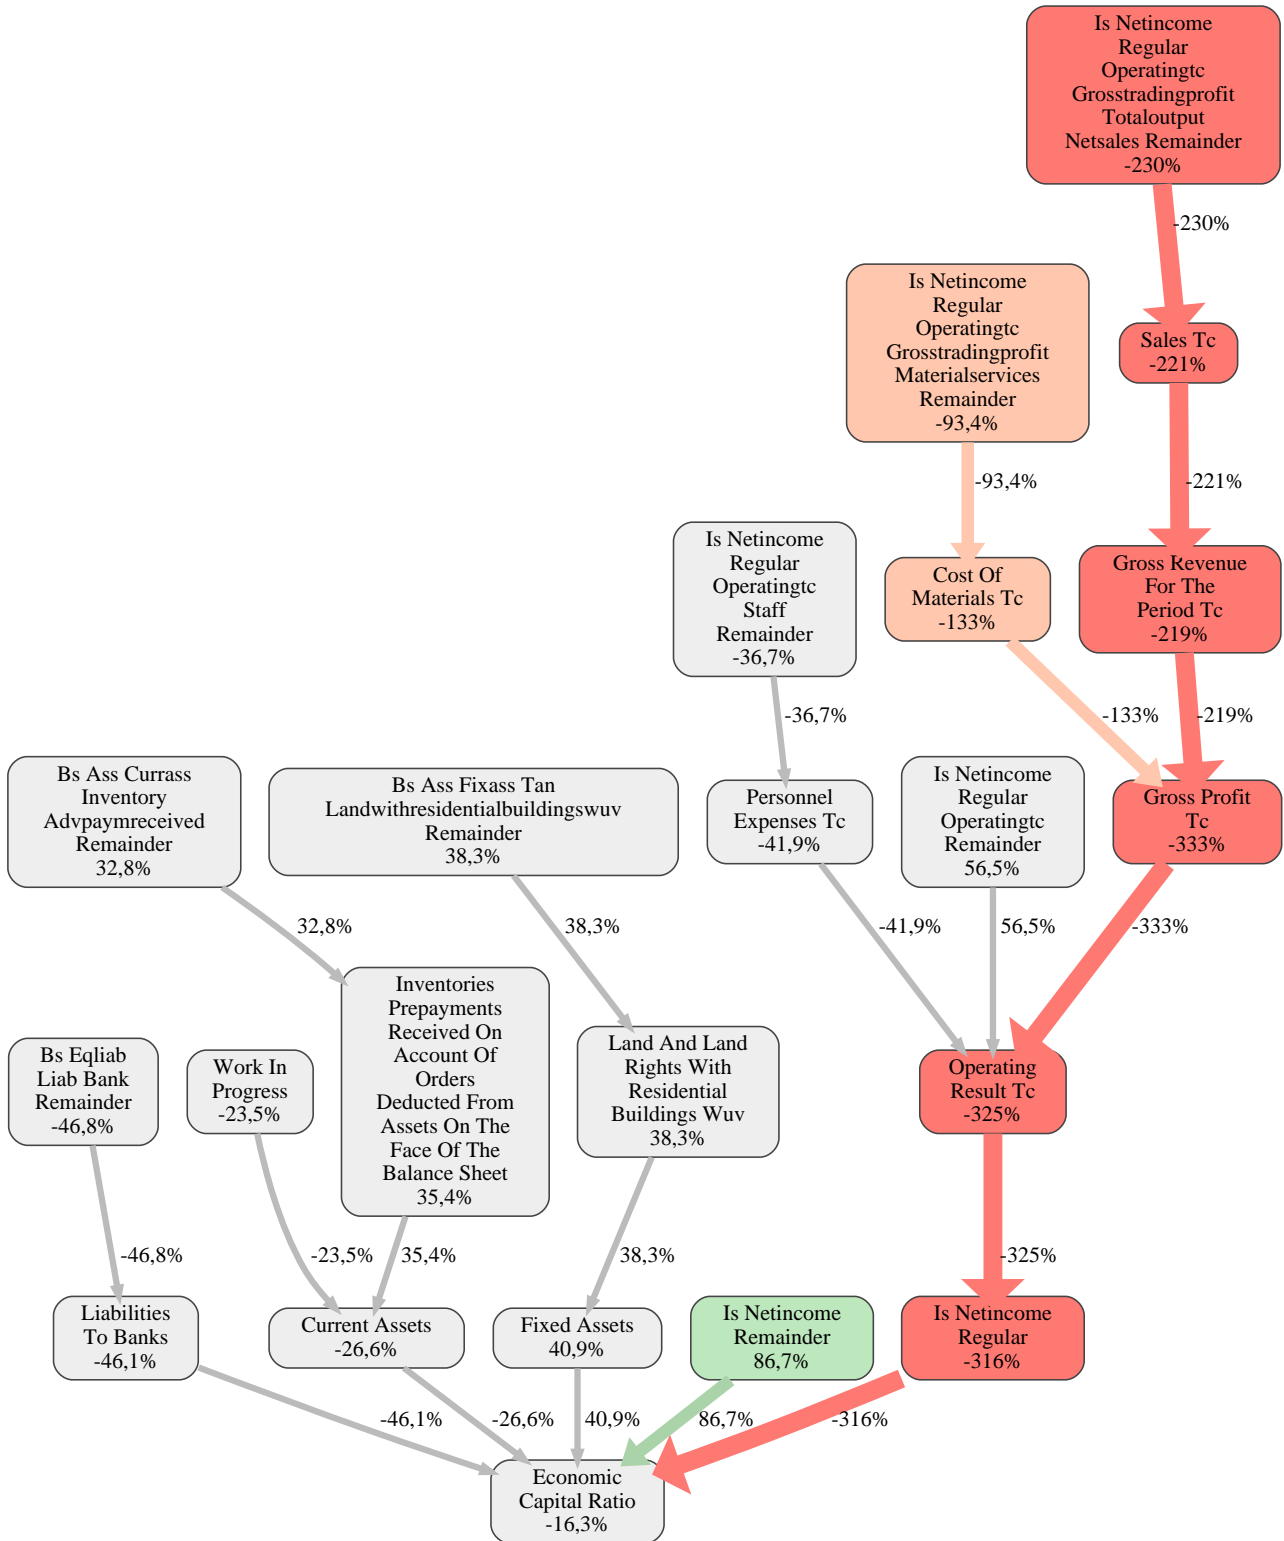 Is Netincome
Regular
Operatingtc
Grosstradingprofit
Totaloutput
Netsales Remainder
-230%
-230%
Is Netincome
Regular
Operatingtc
Grosstradingprofit
Materialservices
Remainder
-93,4%
Sales Tc
-221%
-93,4%
-221%
Is Netincome
Regular
Operatingtc
Staff
Remainder
-36,7%
Cost Of
Materials Tc
-133%
Gross Revenue
For The
Period Tc
-219%
-36,7%
-133%
-219%
Bs Ass Currass
Inventory
Advpaymreceived
Remainder
32,8%
Bs Ass Fixass Tan
Landwithresidentialbuildingswuv
Remainder
38,3%
Personnel
Expenses Tc
-41,9%
Is Netincome
Regular
Operatingtc
Remainder
56,5%
Gross Profit
Tc
-333%
32,8%
38,3%
-41,9%
56,5%
-333%
Bs Eqliab
Liab Bank
Remainder
-46,8%
Work In
Progress
-23,5%
Inventories
Prepayments
Received On
Account Of
Orders
Deducted From
Assets On The
Face Of The
Balance Sheet
35,4%
Land And Land
Rights With
Residential
Buildings Wuv
38,3%
Operating
Result Tc
-325%
-46,8%
-23,5%
35,4%
38,3%
-325%
Liabilities
To Banks
-46,1%
Current Assets
-26,6%
Fixed Assets
40,9%
Is Netincome
Remainder
86,7%
Is Netincome
Regular
-316%
-46,1%
-26,6%
40,9%
86,7%
-316%
Economic
Capital Ratio
-16,3%